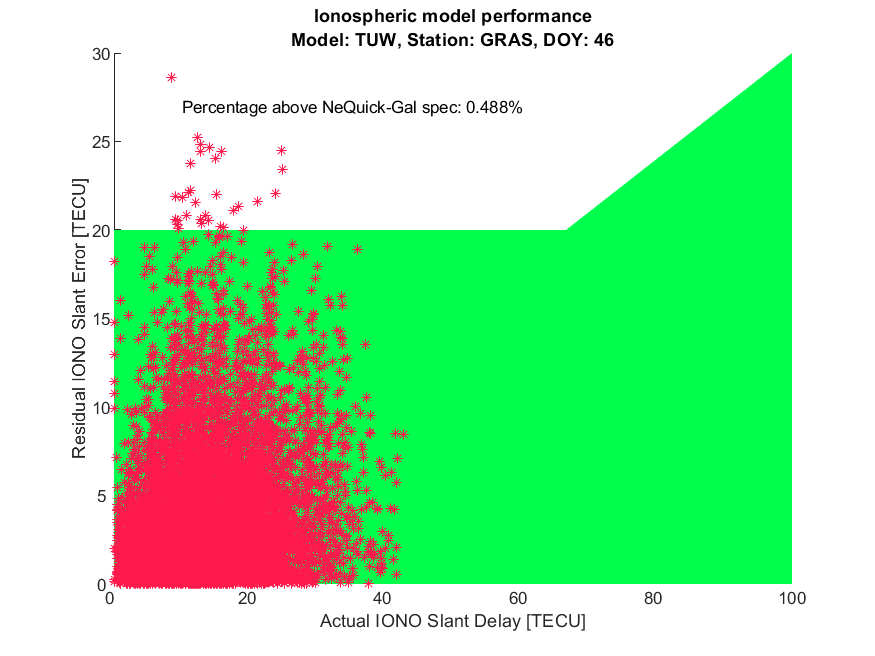 Ionospheric model performance
Model: TUW, Station: GRAS, DOY: 46
Percentage above NeQuick-Gal spec: 0.488%
Residual IONO Slant Error [TECU]
30
25
20
15
10
5
0
0 20 40 60 80 100
Actual IONO Slant Delay [TECU]